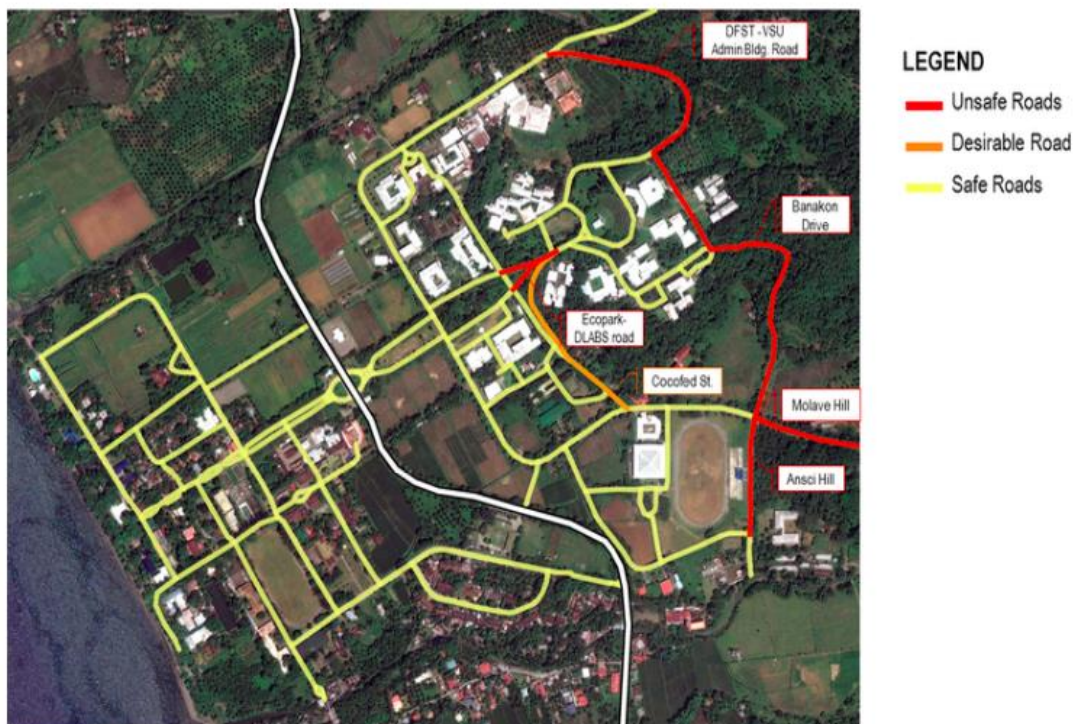 DFST - VSU
Admin Bldg. Road
LEGEND
Unsafe Roads
Desirable Road
Safe Roads
Banakon
Drive
Ecopark-
DLABS road
Cocofed St.
Molave Hill
Ansci Hill